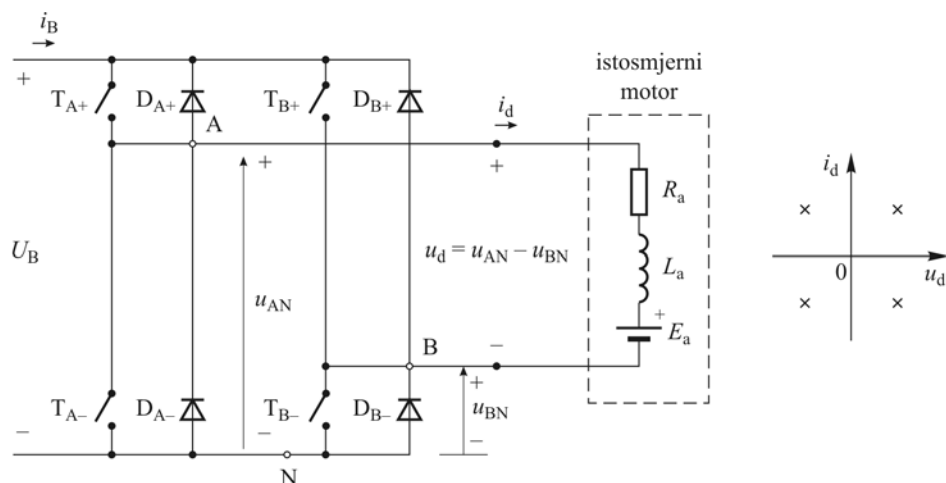 i_B
+
T_A+
D_A+
T_B+
D_B+
A
i_d
istosmjerni
motor
+
+
R_a
U_B
u_AN
u_d = u_AN – u_BN
L_a
+
E_a
B
–
T_A–
D_A–
T_B–
D_B–
+
u_BN
–
–
–
N
i_d
×
×
0
u_d
×
×